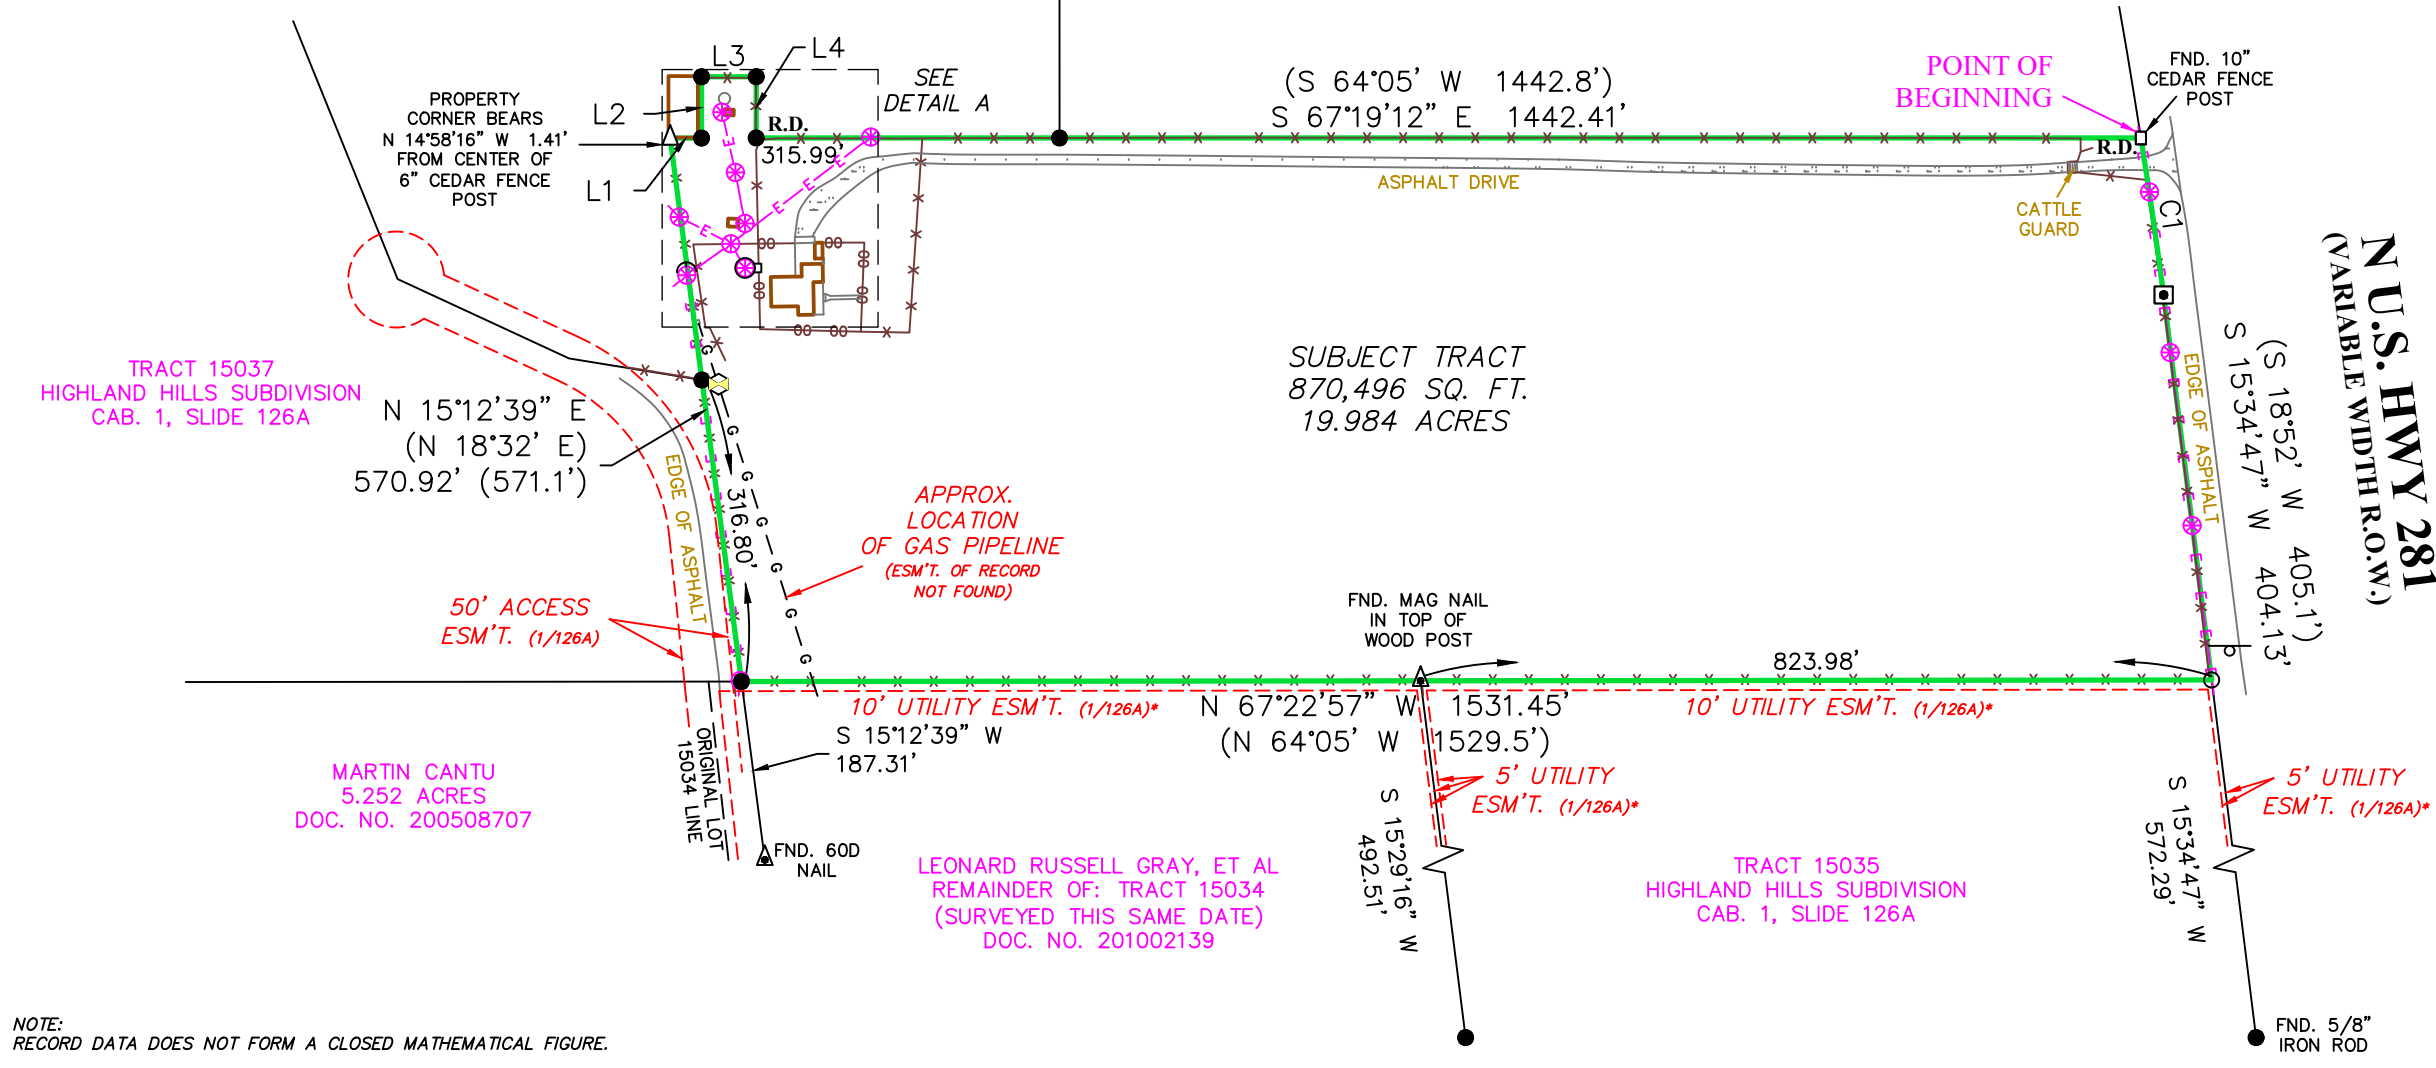 L3
L4
SEE
DETAIL A
PROPERTY
CORNER BEARS
N 14°58'16" W 1.41'
FROM CENTER OF
6" CEDAR FENCE
POST
L2
L1
R.D.
315.99'
(S 64°05' W 1442.8')
S 67°19'12" E 1442.41'
POINT OF
BEGINNING
FND. 10"
CEDAR FENCE
POST
R.D.
ASPHALT DRIVE
CATTLE
GUARD
C1
E
E
E
E
N U.S. HWY 281
(VARIABLE WIDTH R.O.W.)
(S 18°52' W 405.1')
S 15°34'47" W 404.13'
EDGE OF ASPHALT
SUBJECT TRACT
870,496 SQ. FT.
19.984 ACRES
TRACT 15037
HIGHLAND HILLS SUBDIVISION
CAB. 1, SLIDE 126A
N 15°12'39" E
(N 18°32' E)
570.92' (571.1')
EDGE OF ASPHALT
316.80'
G
G
G
G
G
G
G
G
APPROX.
LOCATION
OF GAS PIPELINE
(ESM'T. OF RECORD
NOT FOUND)
50' ACCESS
ESM'T. (1/126A)
FND. MAG NAIL
IN TOP OF
WOOD POST
823.98'
10' UTILITY ESM'T. (1/126A)*
N 67°22'57" W 1531.45'
(N 64°05' W 1529.5')
10' UTILITY ESM'T. (1/126A)*
S 15°12'39" W
187.31'
ORIGINAL LOT
15034 LINE
MARTIN CANTU
5.252 ACRES
DOC. NO. 200508707
FND. 60D
NAIL
LEONARD RUSSELL GRAY, ET AL
REMAINDER OF: TRACT 15034
(SURVEYED THIS SAME DATE)
DOC. NO. 201002139
5' UTILITY
ESM'T. (1/126A)*
S 15°29'16" W
492.51'
TRACT 15035
HIGHLAND HILLS SUBDIVISION
CAB. 1, SLIDE 126A
S 15°34'47" W
572.29'
5' UTILITY
ESM'T. (1/126A)*
FND. 5/8"
IRON ROD
NOTE:
RECORD DATA DOES NOT FORM A CLOSED MATHEMATICAL FIGURE.